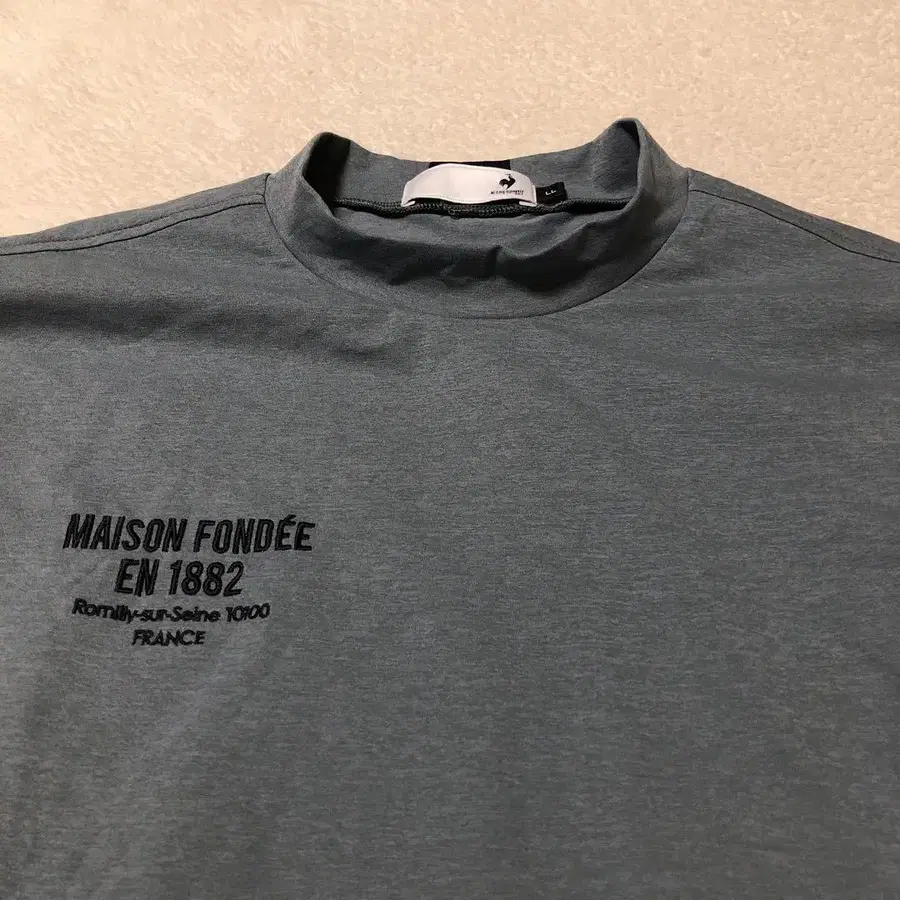 LL
MAISON FONDÉE
EN 1882
Romilly-sur-Seine 10100
FRANCE